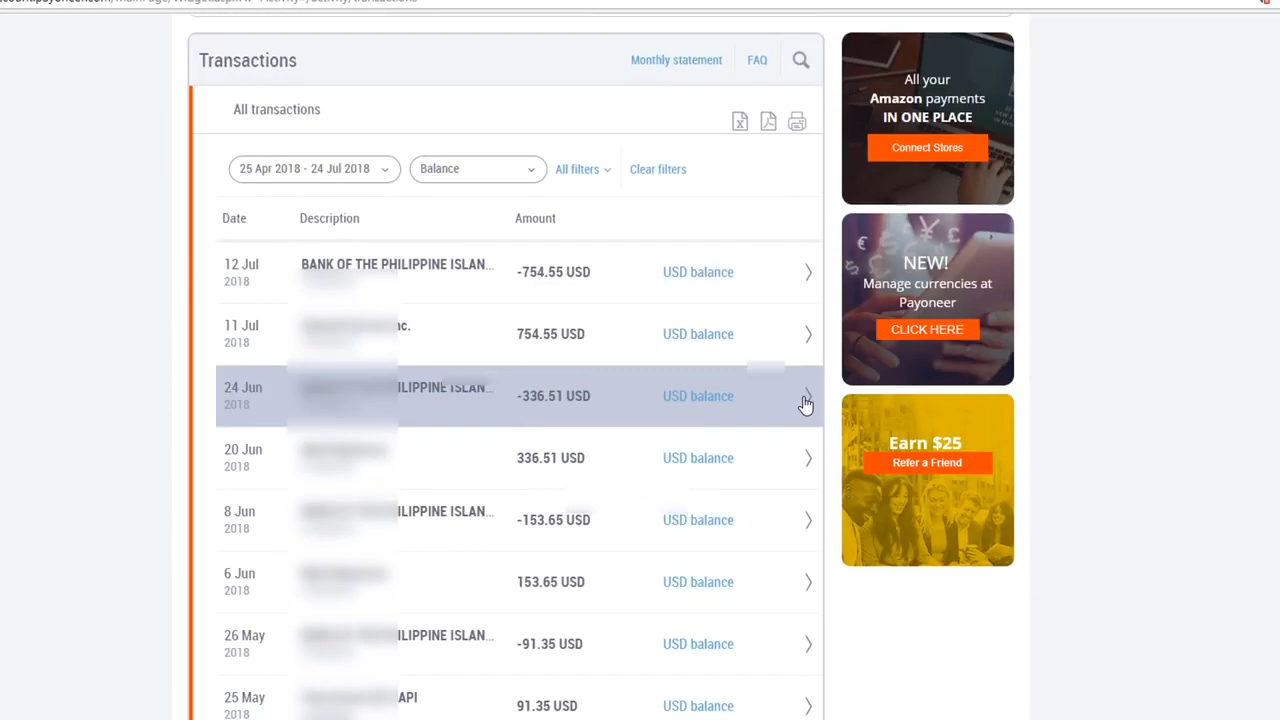 Transactions
Monthly statement
FAQ
All transactions
25 Apr 2018 - 24 Jul 2018
Balance
All filters
Clear filters
Date Description Amount
12 Jul BANK OF THE PHILIPPINE ISLAN... -754.55 USD USD balance
2018
11 Jul nc. 754.55 USD USD balance
2018
24 Jun ILIPPINE ISLAN... -336.51 USD USD balance
2018
20 Jun 336.51 USD USD balance
2018
8 Jun ILIPPINE ISLAN... -153.65 USD USD balance
2018
6 Jun 153.65 USD USD balance
2018
26 May ILIPPINE ISLAN... -91.35 USD USD balance
2018
25 May API 91.35 USD USD balance
2018
All your
Amazon payments
IN ONE PLACE
Connect Stores
NEW!
Manage currencies at
Payoneer
CLICK HERE
Earn $25
Refer a Friend